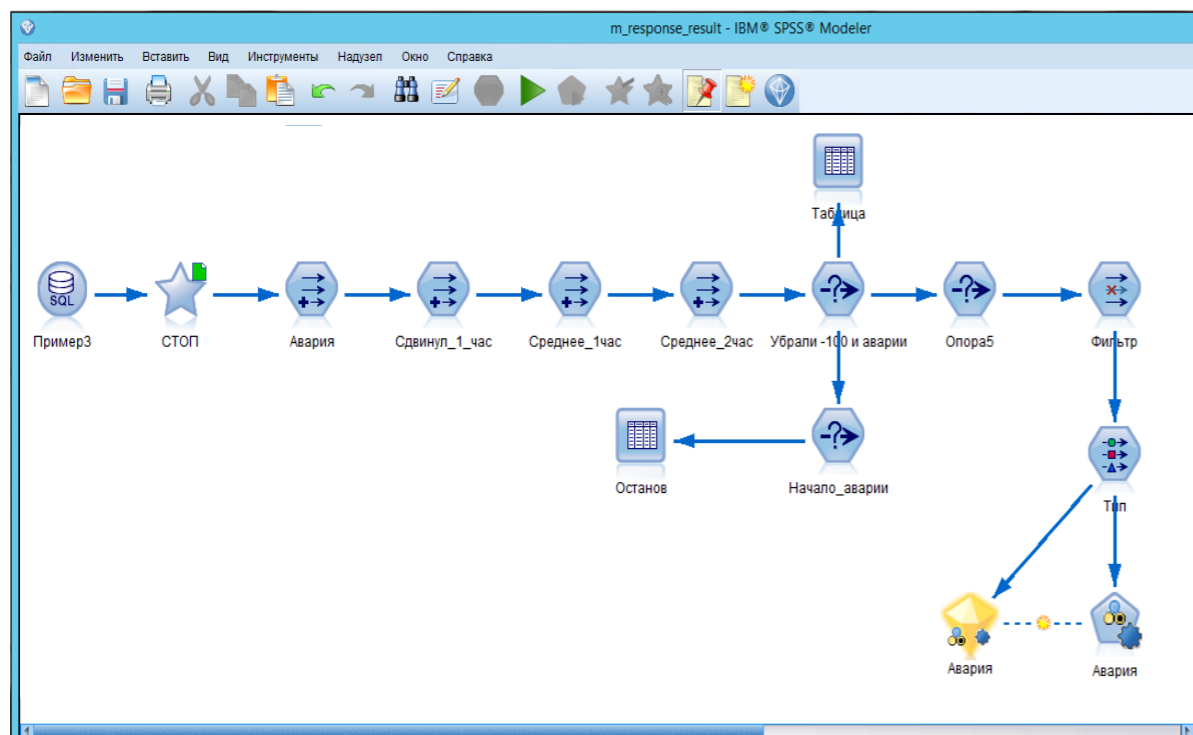 m_response_result - IBM® SPSS® Modeler
Файл Изменить Вставить Вид Инструменты Надузел Окно Справка
Таблица
SQL
Пример3 СТОП Авария Сдвинул_1_час Среднее_1час Среднее_2час Убрали -100 и аварии Опора5 Фильтр
Останов Начало_аварии
Тип
Авария Авария